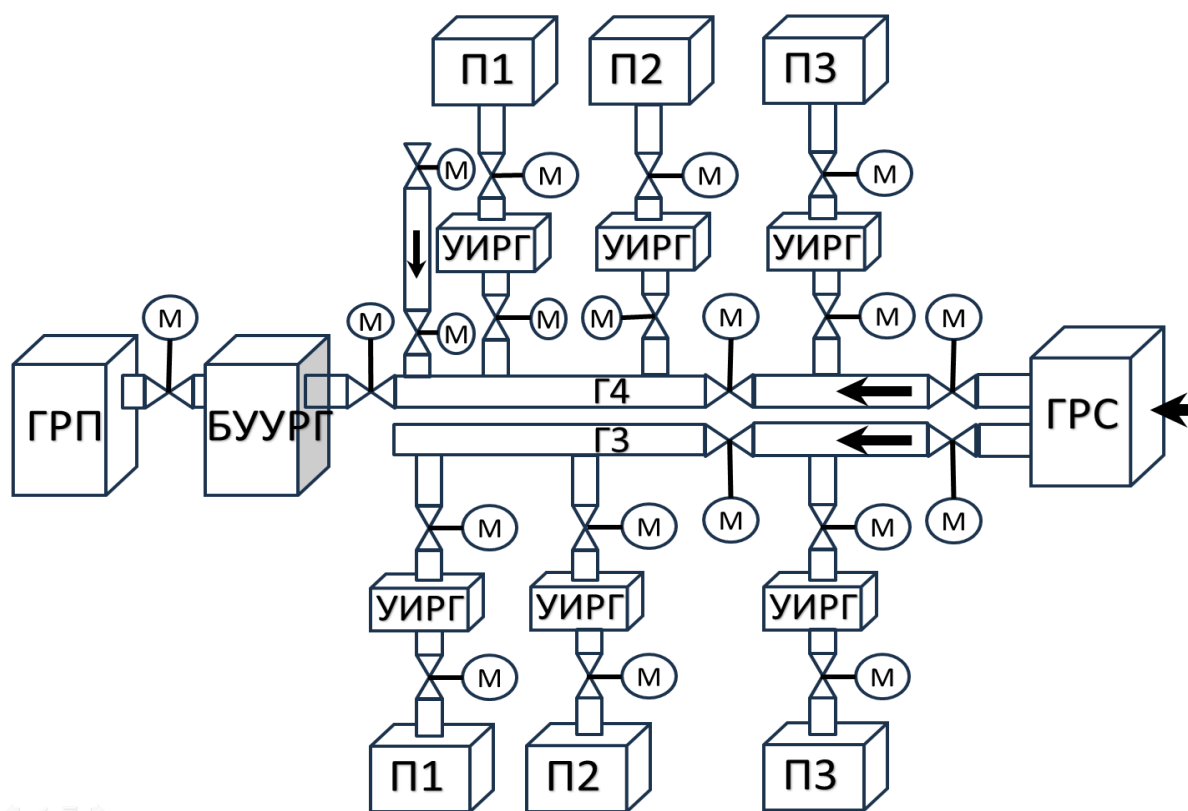 П1 П2 П3
М М М М
УИРГ УИРГ УИРГ
М М М М М М М М
ГРП БУУРГ Г4 ГРС
Г3
М М М М М
УИРГ УИРГ УИРГ
М М М
П1 П2 П3